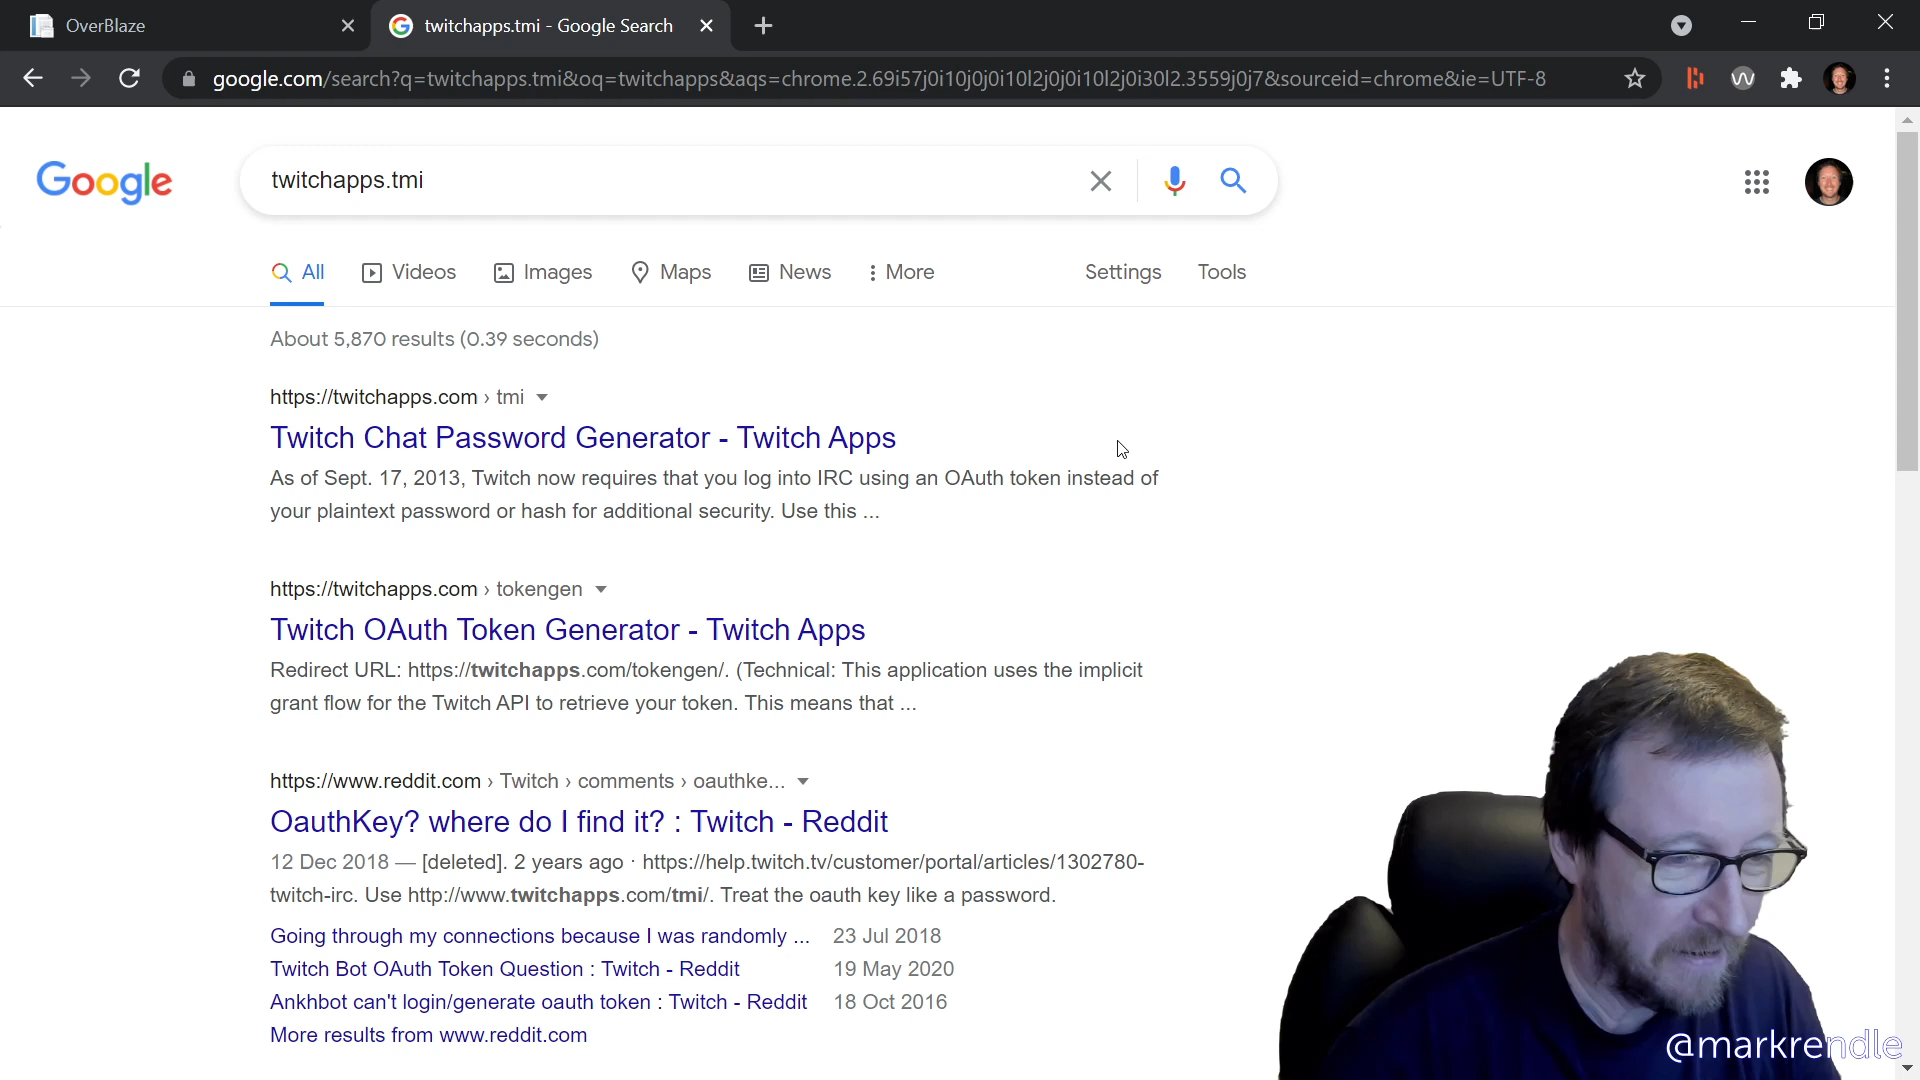 OverBlaze
twitchapps.tmi - Google Search
google.com/search?q=twitchapps.tmi&oq=twitchapps&aqs=chrome.2.69i57j0i10j0j0i10l2j0j0i10l2j0i30l2.3559j0j7&sourceid=chrome&ie=UTF-8
Google
twitchapps.tmi
All Videos Images Maps News More Settings Tools
About 5,870 results (0.39 seconds)
https://twitchapps.com › tmi
Twitch Chat Password Generator - Twitch Apps
As of Sept. 17, 2013, Twitch now requires that you log into IRC using an OAuth token instead of
your plaintext password or hash for additional security. Use this ...
https://twitchapps.com › tokengen
Twitch OAuth Token Generator - Twitch Apps
Redirect URL: https://twitchapps.com/tokengen/. (Technical: This application uses the implicit
grant flow for the Twitch API to retrieve your token. This means that ...
https://www.reddit.com › Twitch › comments › oauthke...
OauthKey? where do I find it? : Twitch - Reddit
12 Dec 2018 — [deleted]. 2 years ago · https://help.twitch.tv/customer/portal/articles/1302780-
twitch-irc. Use http://www.twitchapps.com/tmi/. Treat the oauth key like a password.
Going through my connections because I was randomly ... 23 Jul 2018
Twitch Bot OAuth Token Question : Twitch - Reddit 19 May 2020
Ankhbot can't login/generate oauth token : Twitch - Reddit 18 Oct 2016
More results from www.reddit.com
@markrendle